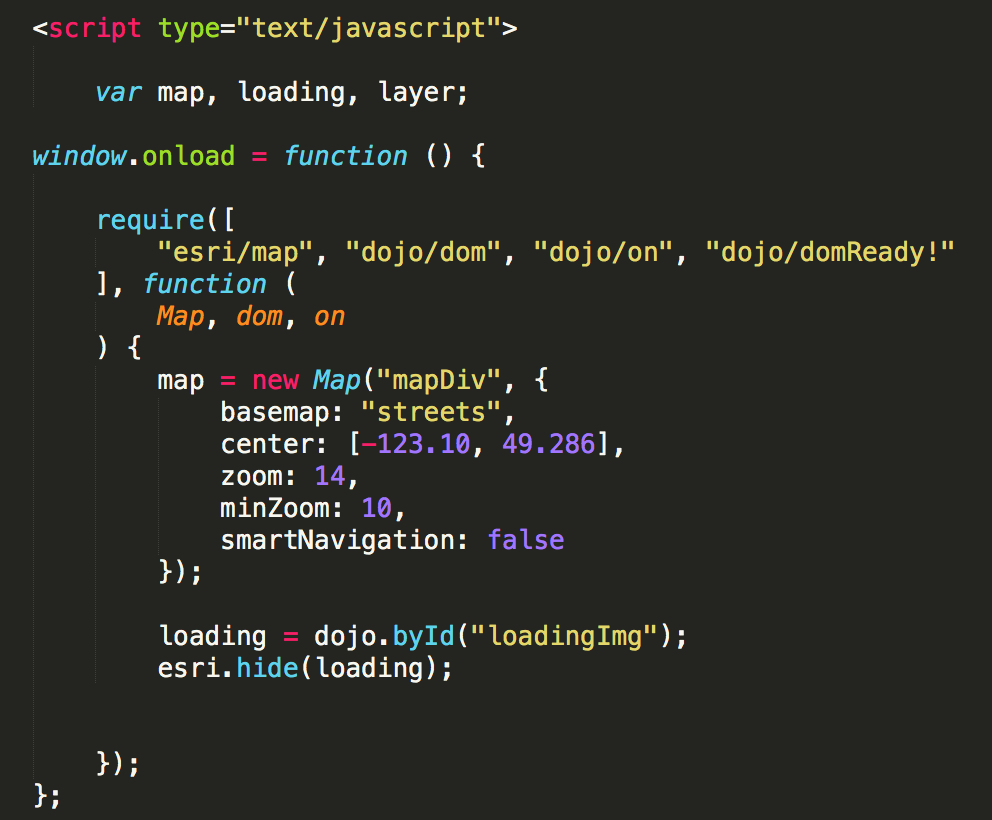 <script type="text/javascript">
var map, loading, layer;
window.onload = function () {
require([
"esri/map", "dojo/dom", "dojo/on", "dojo/domReady!"
], function (
Map, dom, on
) {
map = new Map("mapDiv", {
basemap: "streets",
center: [-123.10, 49.286],
zoom: 14,
minZoom: 10,
smartNavigation: false
});
loading = dojo.byId("loadingImg");
esri.hide(loading);
});
};